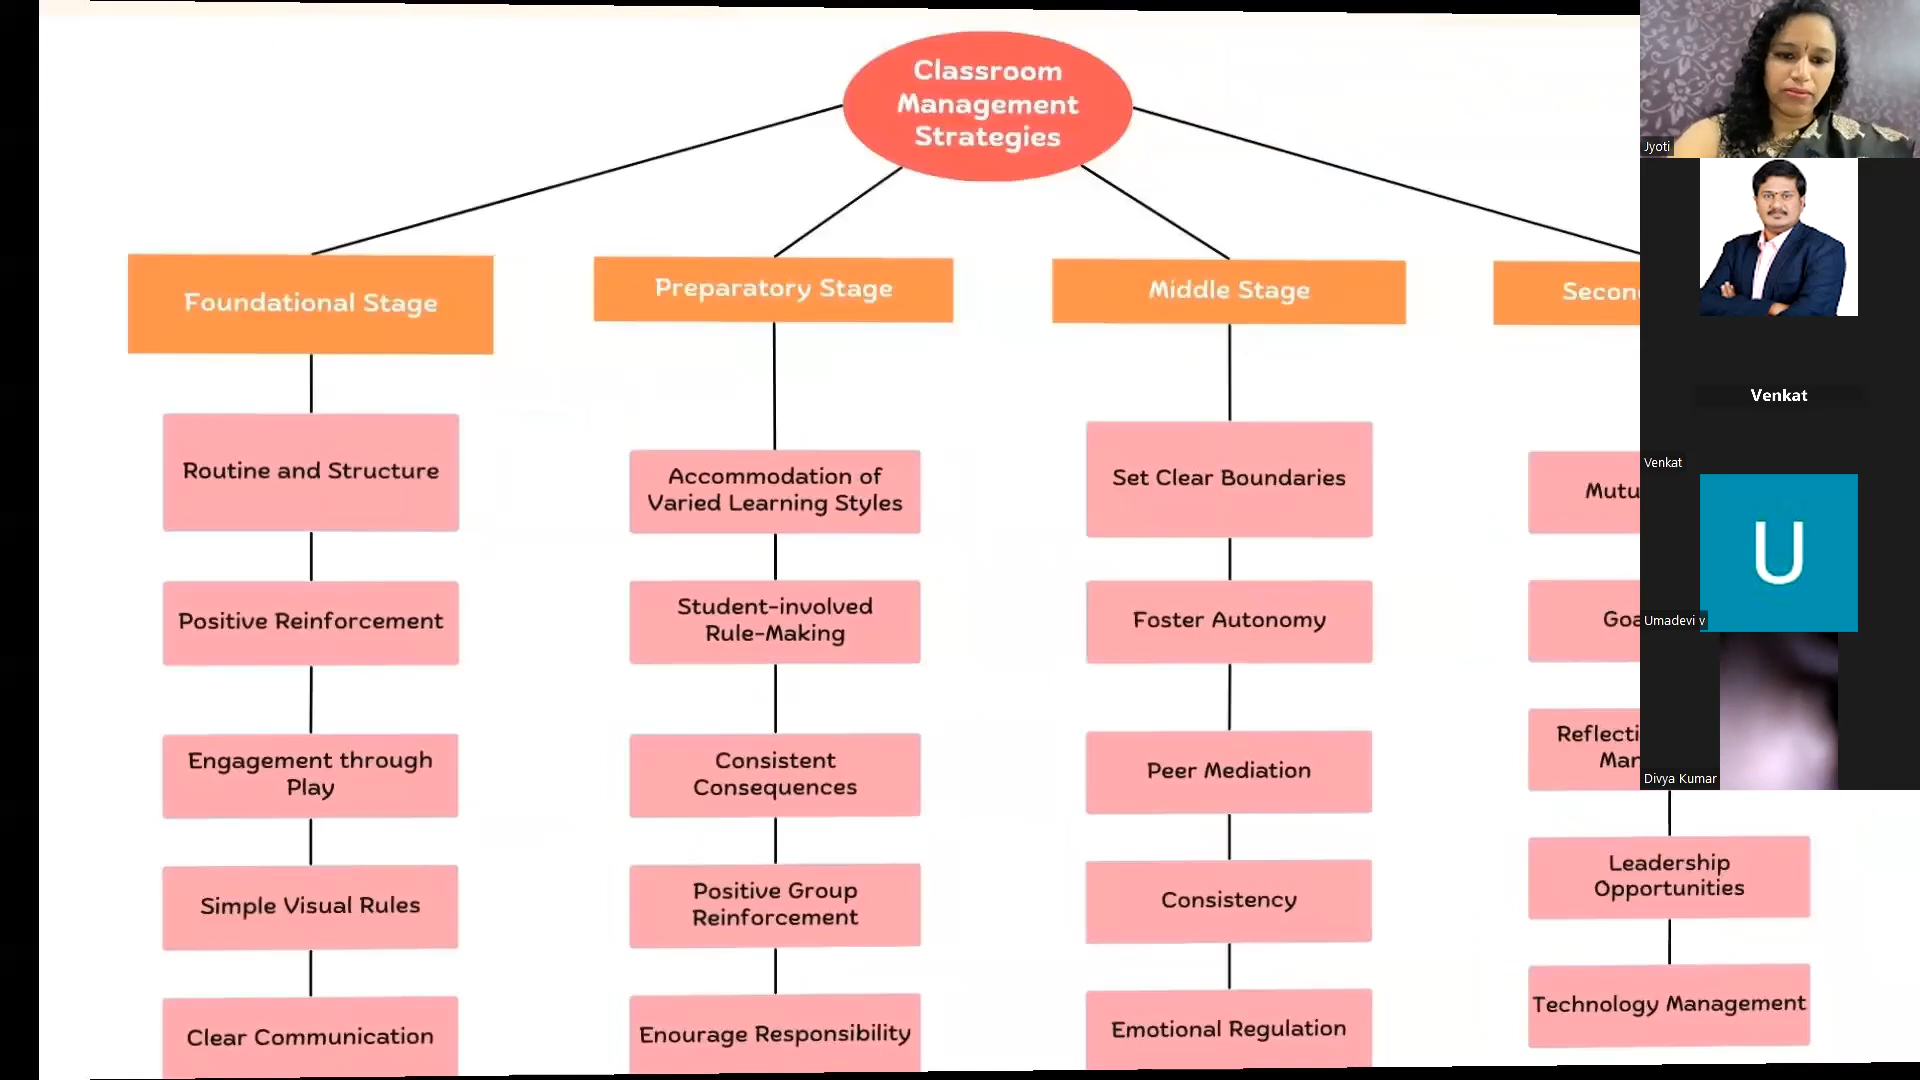 Classroom
Management
Strategies
Foundational Stage
Preparatory Stage
Middle Stage
Routine and Structure
Positive Reinforcement
Engagement through
Play
Simple Visual Rules
Clear Communication
Accommodation of
Varied Learning Styles
Student-involved
Rule-Making
Consistent
Consequences
Positive Group
Reinforcement
Enourage Responsibility
Set Clear Boundaries
Foster Autonomy
Peer Mediation
Consistency
Emotional Regulation
Leadership
Opportunities
Technology Management
Jyoti
Venkat
Venkat
U
Umadevi v
Divya Kumar